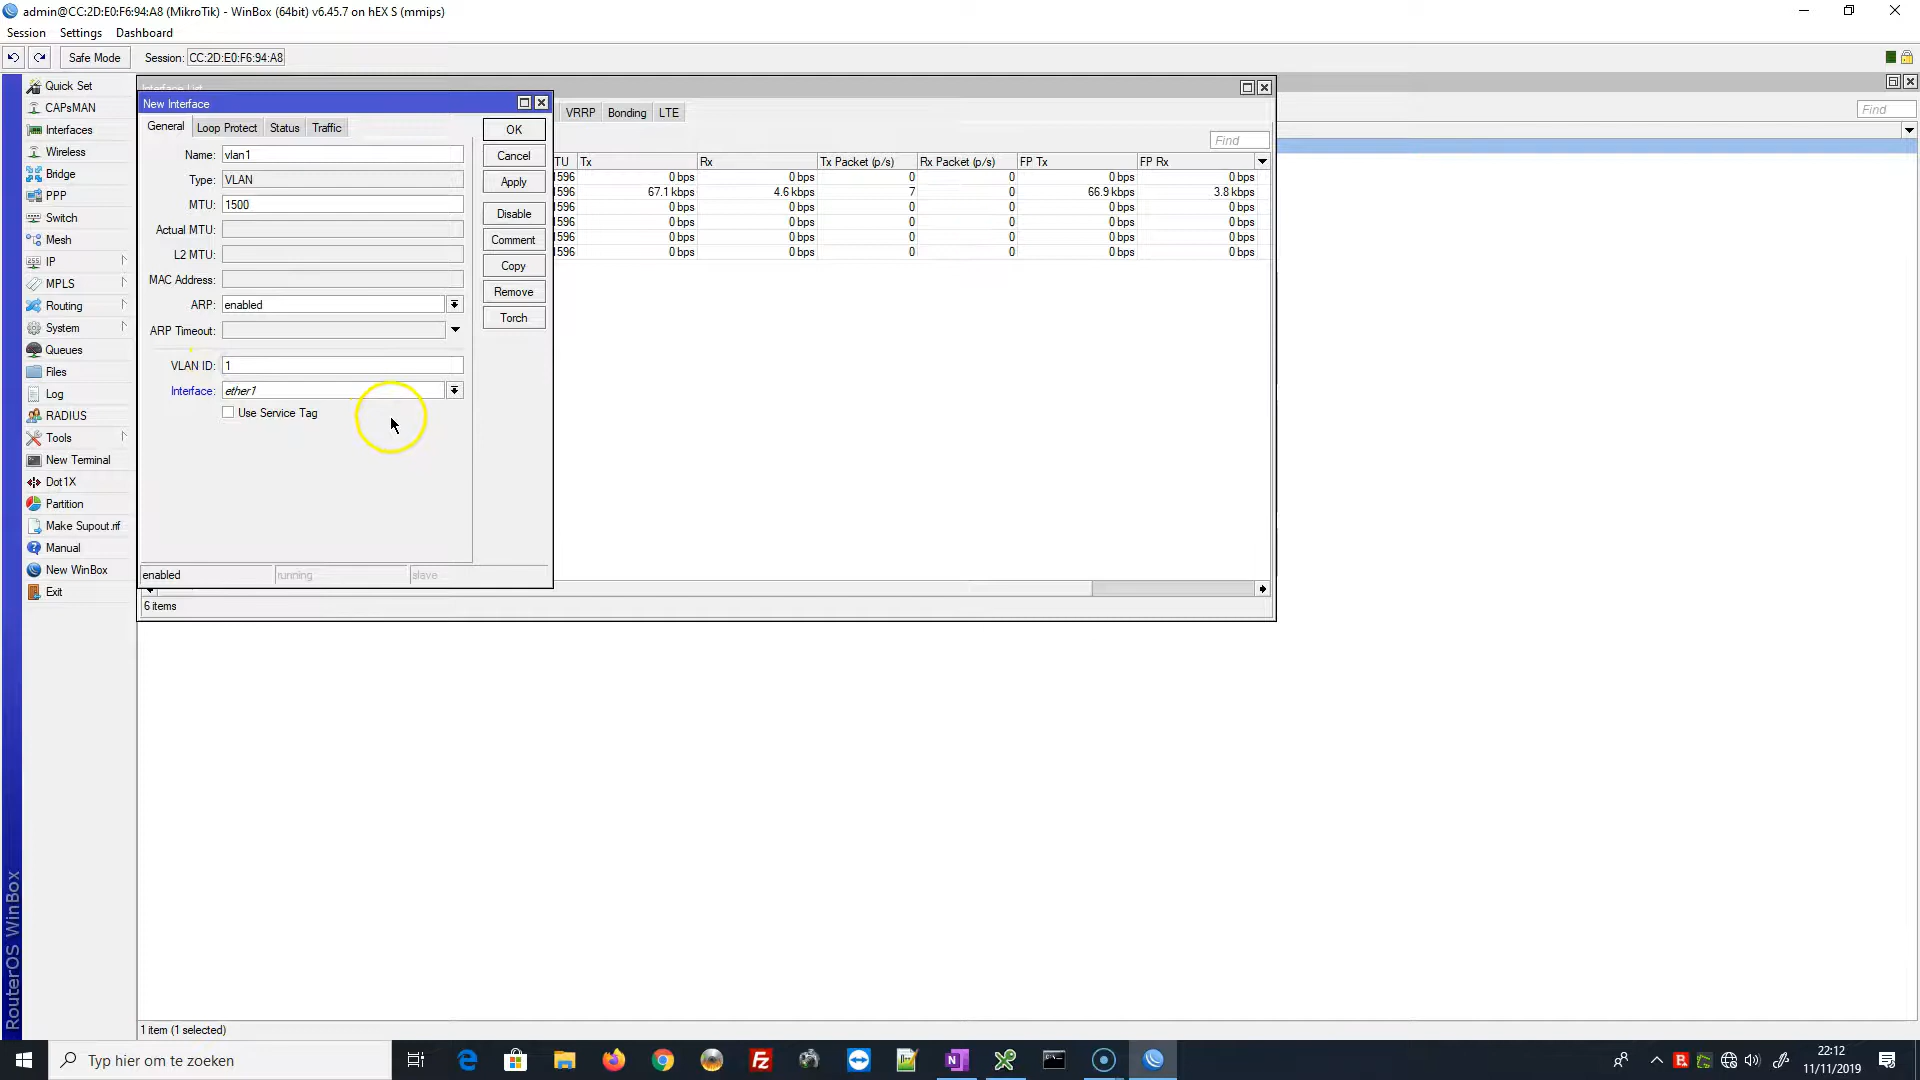 admin@CC:2D:E0:F6:94:A8 (MikroTik) - WinBox (64bit) v6.45.7 on hEX S (mmips)
Session Settings Dashboard
Safe Mode Session: CC:2D:E0:F6:94:A8
Quick Set
CAPsMAN
Interfaces
Wireless
Bridge
PPP
Switch
Mesh
IP
MPLS
Routing
System
Queues
Files
Log
RADIUS
Tools
New Terminal
Dot1X
Partition
Make Supout.rif
Manual
New WinBox
Exit
RouterOS WinBox
Interface List
New Interface
General Loop Protect Status Traffic
Name: vlan1
Type: VLAN
MTU: 1500
Actual MTU:
L2 MTU:
MAC Address:
ARP: enabled
ARP Timeout:
VLAN ID: 1
Interface: ether1
Use Service Tag
OK
Cancel
Apply
Disable
Comment
Copy
Remove
Torch
enabled running slave
VRRP Bonding LTE
Find
Find
TU Tx Rx Tx Packet (p/s) Rx Packet (p/s) FP Tx FP Rx
1596 0 bps 0 bps 0 0 0 bps 0 bps
1596 67.1 kbps 4.6 kbps 7 0 66.9 kbps 3.8 kbps
1596 0 bps 0 bps 0 0 0 bps 0 bps
1596 0 bps 0 bps 0 0 0 bps 0 bps
1596 0 bps 0 bps 0 0 0 bps 0 bps
1596 0 bps 0 bps 0 0 0 bps 0 bps
6 items
1 item (1 selected)
Typ hier om te zoeken
22:12
11/11/2019